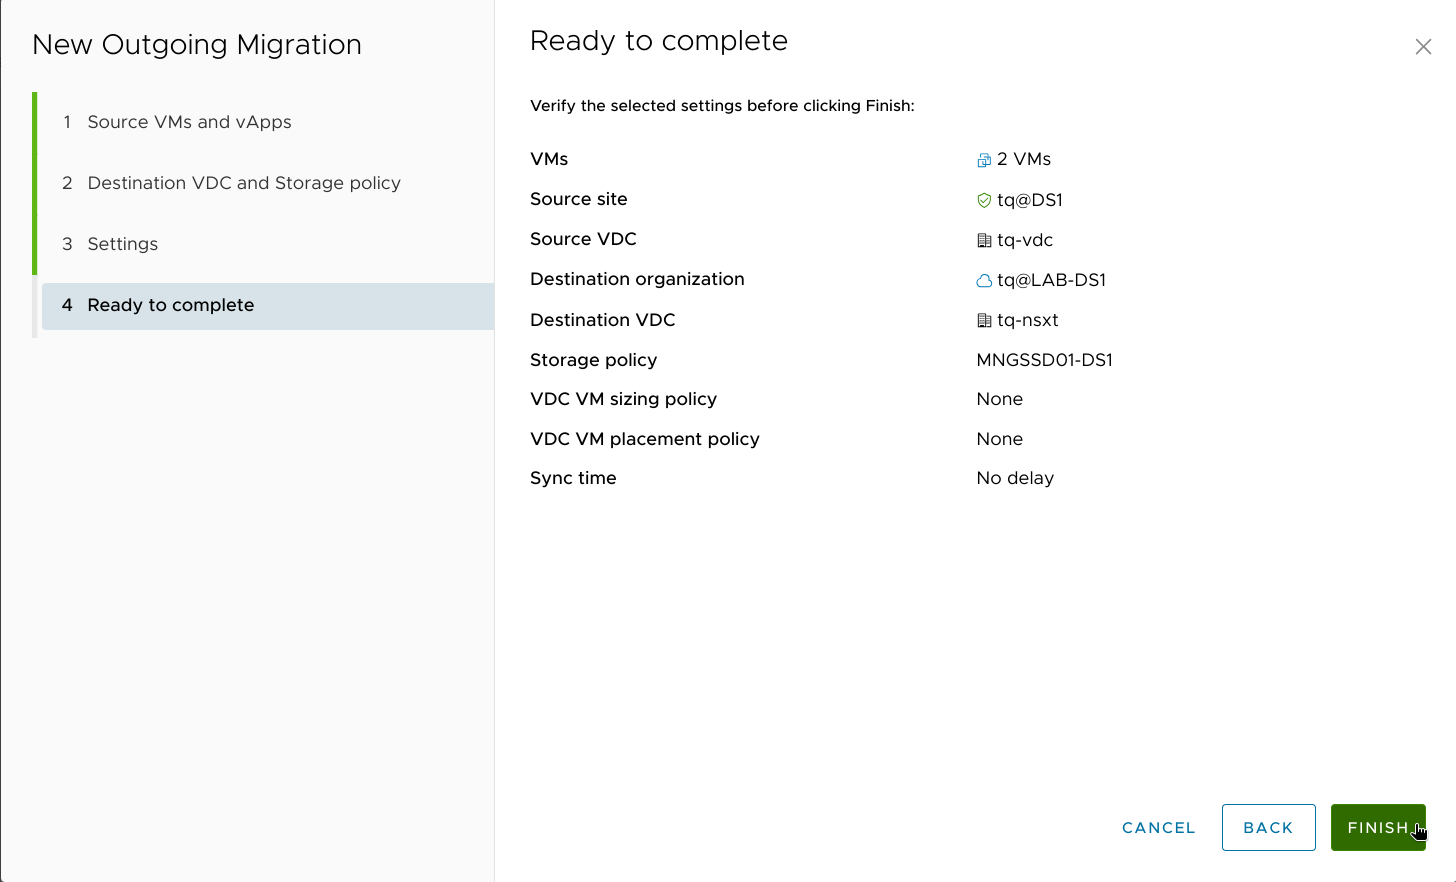 New Outgoing Migration
1 Source VMs and vApps
2 Destination VDC and Storage policy
3 Settings
4 Ready to complete
Ready to complete
Verify the selected settings before clicking Finish:
VMs 2 VMs
Source site tq@DS1
Source VDC tq-vdc
Destination organization tq@LAB-DS1
Destination VDC tq-nsxt
Storage policy MNGSSD01-DS1
VDC VM sizing policy None
VDC VM placement policy None
Sync time No delay
CANCEL BACK FINISH